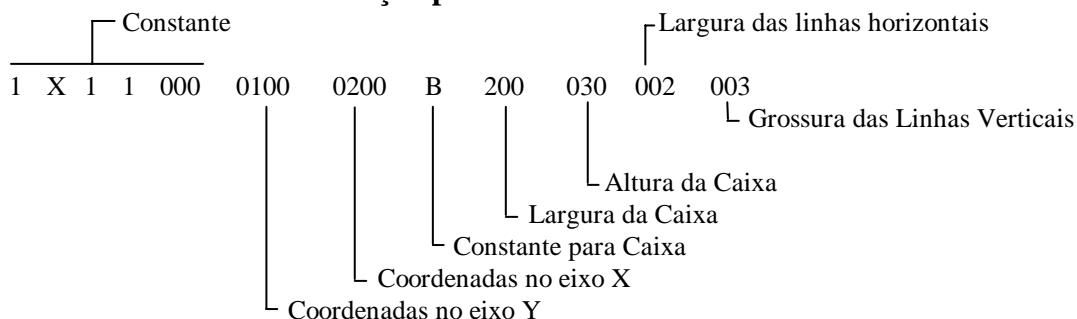 Constante
Largura das linhas horizontais
1 X 1 1 000 0100 0200 B 200 030 002 003
Grossura das Linhas Verticais
Altura da Caixa
Largura da Caixa
Constante para Caixa
Coordenadas no eixo X
Coordenadas no eixo Y